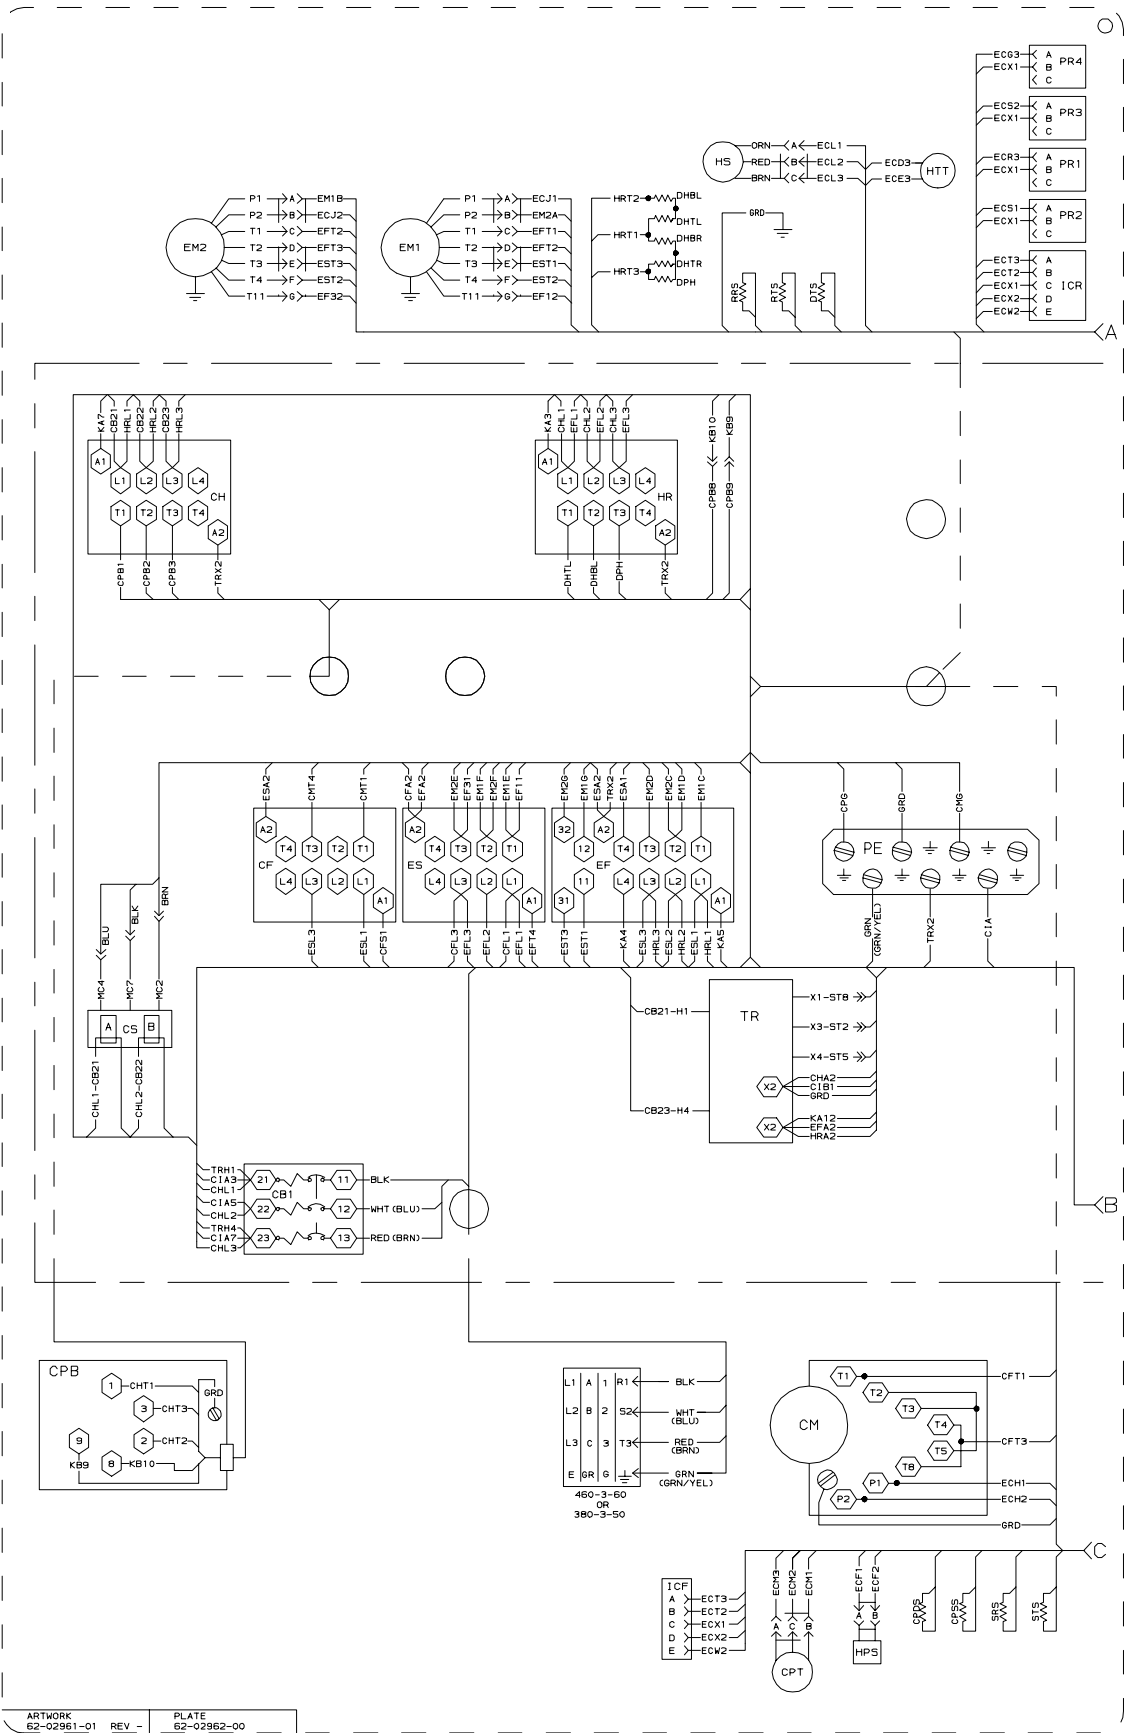 ECG3 A PR4
ECX1 B
C
ECS2 A PR3
ECX1 B
C
ECR3 A PR1
ECX1 B
C
ECS1 A PR2
ECX1 B
C
ECT3 A
ECT2 B
ECX1 C ICR
ECX2 D
ECW2 E
HS
ORN A ECL1
RED B ECL2
BRN C ECL3
ECD3
ECE3
HTT
EM2
P1 A EM1B
P2 B ECJ2
T1 C EFT2
T2 D EFT3
T3 E EST3
T4 F EST2
T11 G EF32
EM1
P1 A ECJ1
P2 B EM2A
T1 C EFT1
T2 D EFT2
T3 E EST1
T4 F EST2
T11 G EF12
HRT2 DHBL
DHTL
HRT1 DHBR
DHTR
HRT3 DPH
GRD
RRS RTS DTS
A
KA7 CB21 HRL1 CB22 HRL2 CB23 HRL3
A1
L1 L2 L3 L4
CH
T1 T2 T3 T4
A2
CPB1 CPB2 CPB3 TRX2
KA3 CHL1 EFL1 CHL2 EFL2 CHL3 EFL3
A1
L1 L2 L3 L4
HR
T1 T2 T3 T4
A2
DHTL DHBL DPH TRX2
KB10 KB9
CPB8 CPB9
ESA2 CMT4 CMT1
A2
T4 T3 T2 T1
CF
L4 L3 L2 L1
A1
ESL3 ESL1 CFS1
CFA2 EFA2 EM2E EF31 EM1F EM2F EM1E EF11
A2
T4 T3 T2 T1
ES
L4 L3 L2 L1
A1
CFL3 EFL3 EFL2 CFL1 EFL1 EFT4
EM2G EM1G ESA2 TRX2 ESA1 EM2D EM2C EM1D EM1C
32 A2
12 T4 T3 T2 T1
EF
11 L4 L3 L2 L1
31 A1
EST3 EST1 KA4 ESL3 HRL3 ESL2 HRL2 ESL1 HRL1 KA5
CPG GRD CMG
PE
GRN
(GRN/YEL)
TRX2
CIA
BLU BLK BRN
MC4 MC7 MC2
A CS B
CHL1-CB21 CHL2-CB22
CB21-H1
CB23-H4
TR
X1-ST8
X3-ST2
X4-ST5
X2
CHA2
CIB1
GRD
X2
KA12
EFA2
HRA2
TRH1
CIA3
CHL1
CIA5
CHL2
TRH4
CIA7
CHL3
21 11 BLK
CB1
22 12 WHT(BLU)
23 13 RED(BRN)
B
CPB
1 CHT1
GRD
3 CHT3
9 2 CHT2
KB9 8 KB10
L1 A 1 R1 BLK
L2 B 2 S2 WHT
(BLU)
L3 C 3 T3 RED
(BRN)
E GR G GRN
(GRN/YEL)
460-3-60
OR
380-3-50
CM
T1 CFT1
T2
T3
T4
CFT3
T5
T8
P1 ECH1
P2 ECH2
GRD
C
ICF
A ECT3
B ECT2
C ECX1
D ECX2
E ECW2
ECM3 ECM2 ECM1
A C B
CPT
ECF1 ECF2
A B
HPS
CPDS CPSS SRS STS
ARTWORK
62-02961-01 REV -
PLATE
62-02962-00